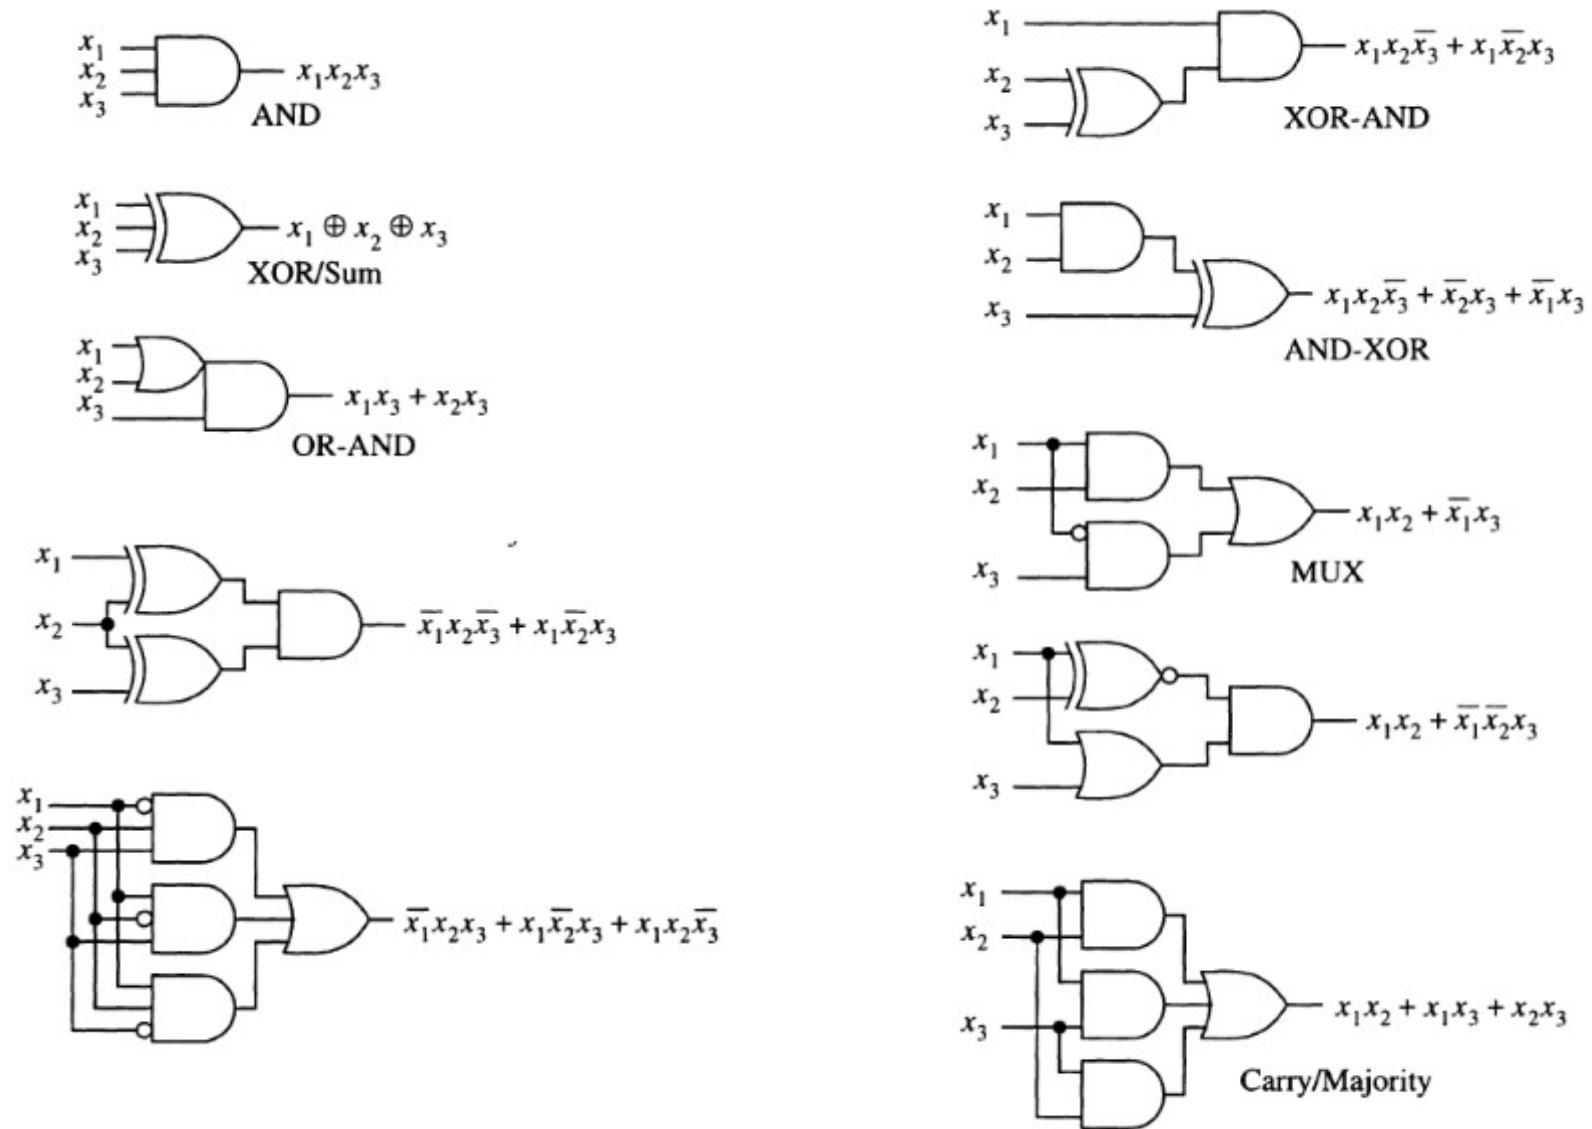 x₁
x₂
x₃
x₁x₂x₃
AND
x₁
x₂
x₃
x₁ ⊕ x₂ ⊕ x₃
XOR/Sum
x₁
x₂
x₃
x₁x₃ + x₂x₃
OR-AND
x₁
x₂
x₃
x̅₁x₂x̅₃ + x₁x̅₂x₃
x₁
x₂
x₃
x̅₁x₂x₃ + x₁x̅₂x₃ + x₁x₂x̅₃
x₁
x₂
x₃
x₁x₂x̅₃ + x₁x̅₂x₃
XOR-AND
x₁
x₂
x₃
x₁x₂x̅₃ + x̅₂x₃ + x̅₁x₃
AND-XOR
x₁
x₂
x₃
x₁x₂ + x̅₁x₃
MUX
x₁
x₂
x₃
x₁x₂ + x̅₁x̅₂x₃
x₁
x₂
x₃
x₁x₂ + x₁x₃ + x₂x₃
Carry/Majority